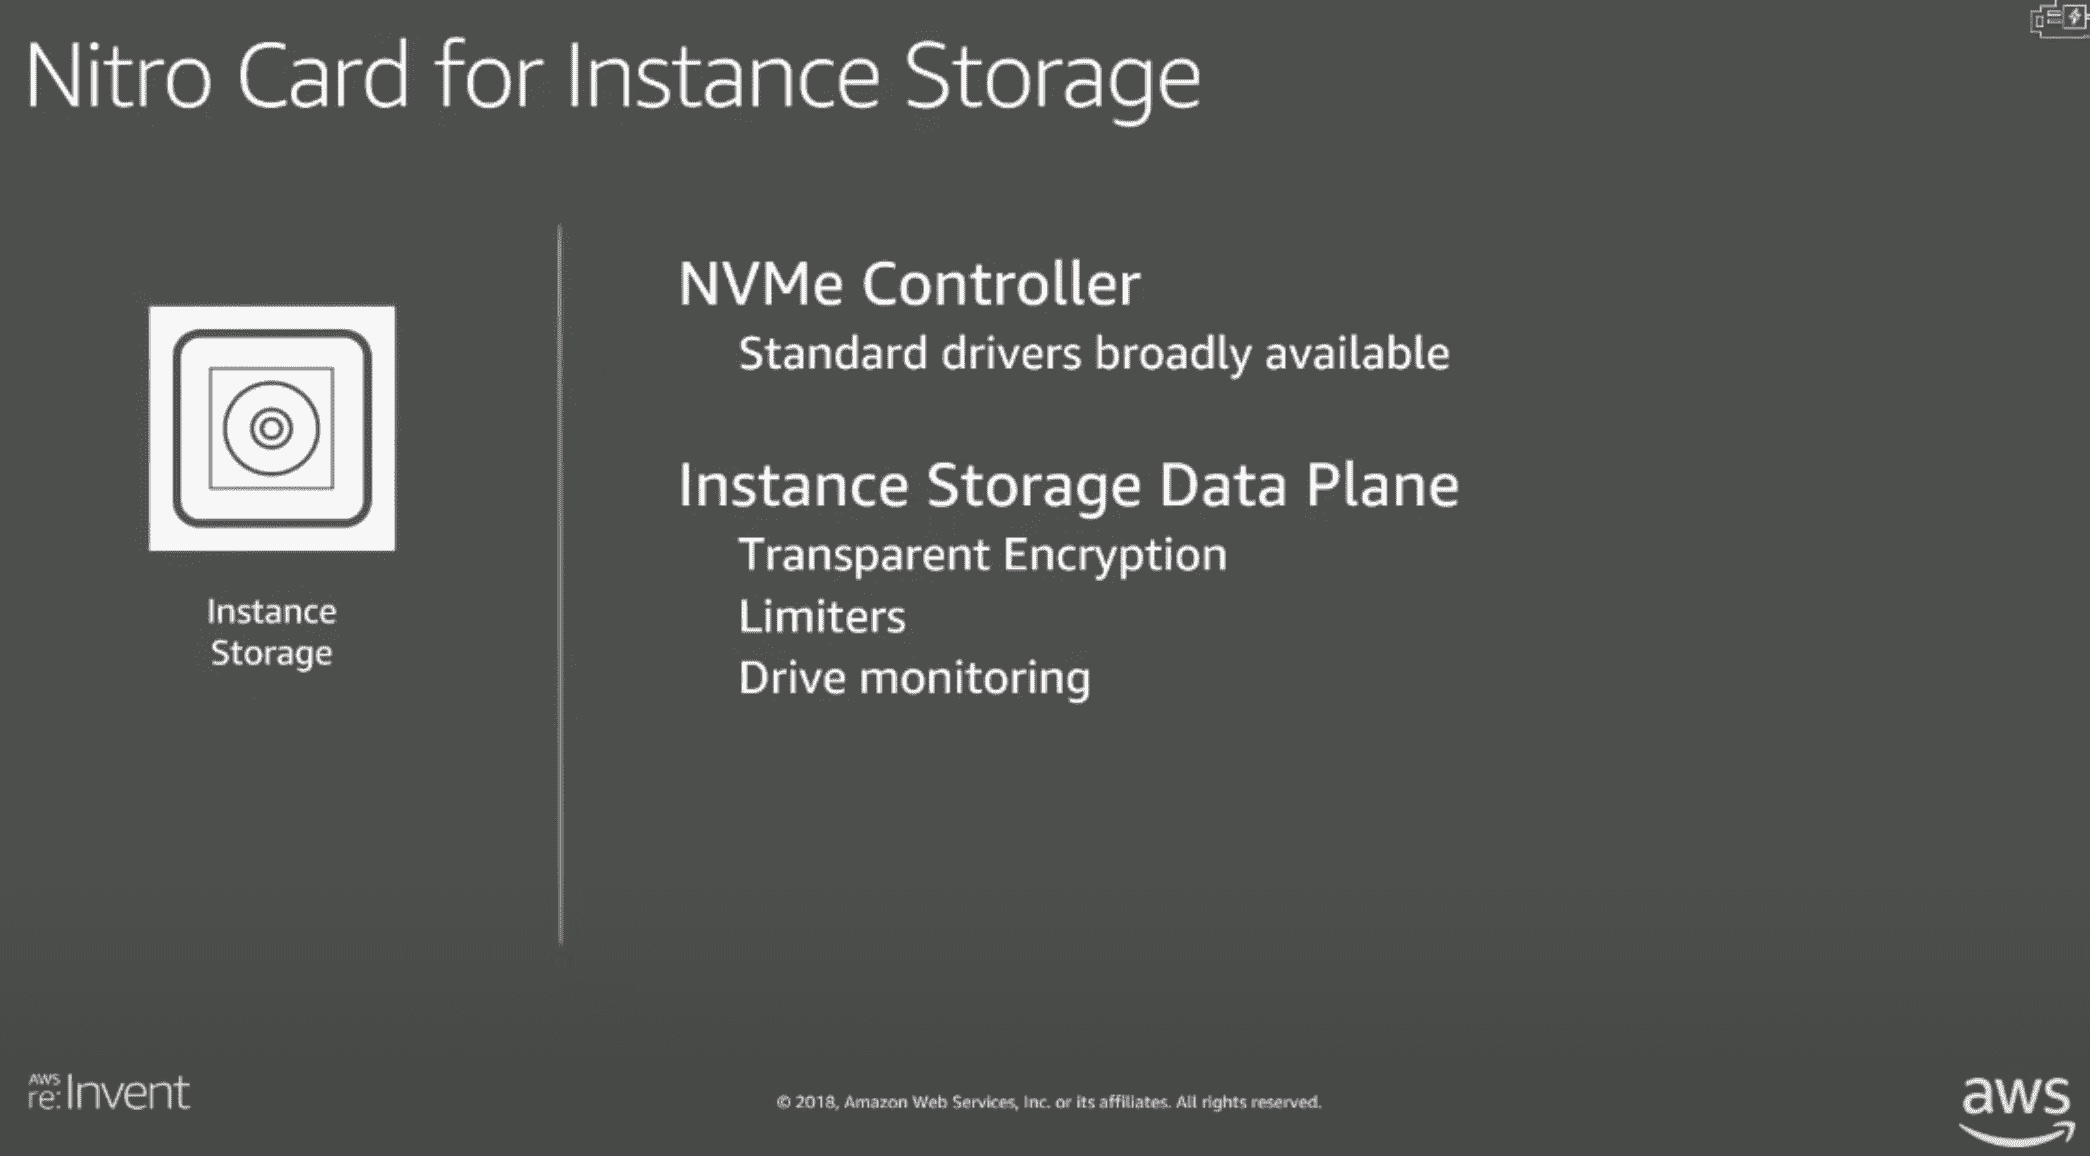 Nitro Card for Instance Storage
Instance
Storage
NVMe Controller
Standard drivers broadly available
Instance Storage Data Plane
Transparent Encryption
Limiters
Drive monitoring
AWS
re:Invent
© 2018, Amazon Web Services, Inc. or its affiliates. All rights reserved.
aws